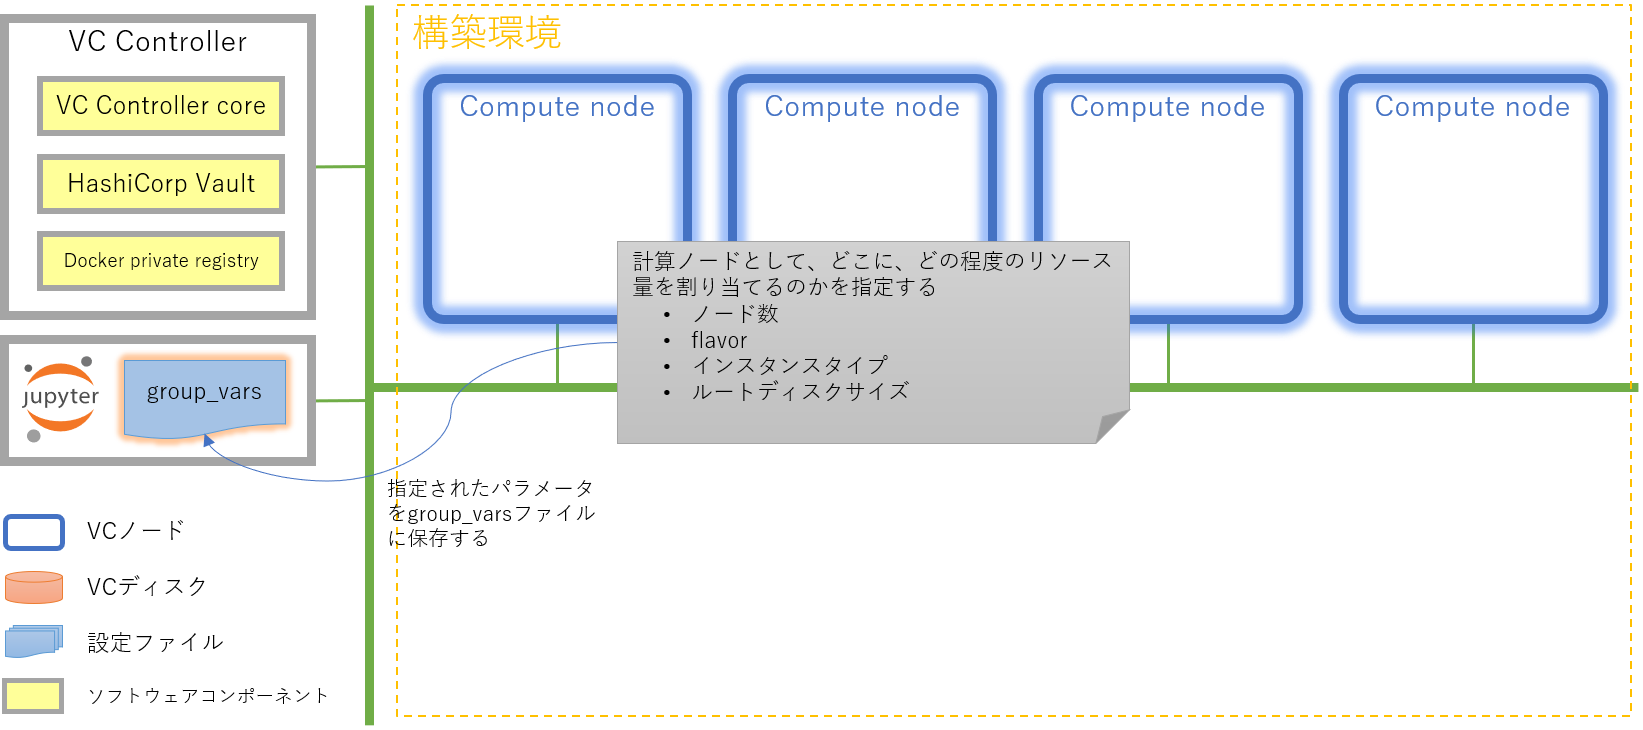 VC Controller
VC Controller core
HashiCorp Vault
Docker private registry
jupyter
group_vars
構築環境
Compute node
Compute node
Compute node
Compute node
計算ノードとして、どこに、どの程度のリソース
量を割り当てるのかを指定する
• ノード数
• flavor
• インスタンスタイプ
• ルートディスクサイズ
指定されたパラメータ
をgroup_varsファイル
に保存する
VCノード
VCディスク
設定ファイル
ソフトウェアコンポーネント